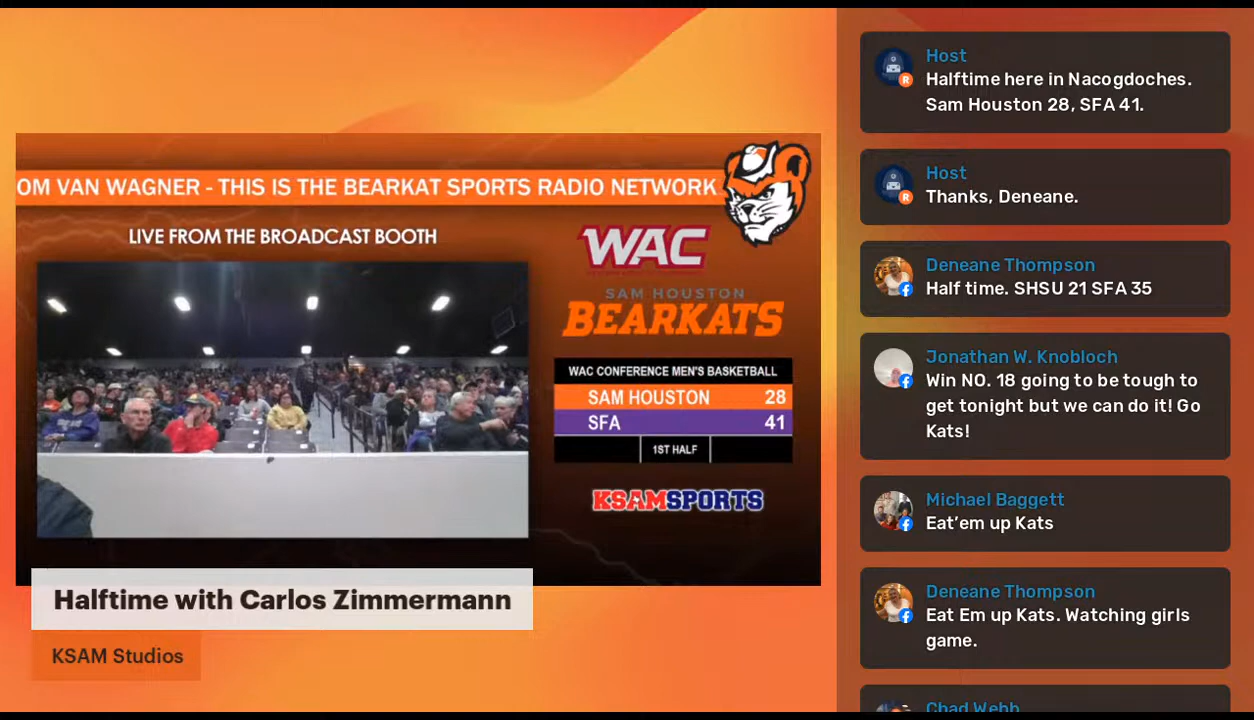 OM VAN WAGNER - THIS IS THE BEARKAT SPORTS RADIO NETWORK
LIVE FROM THE BROADCAST BOOTH
WAC
SAM HOUSTON
BEARKATS
WAC CONFERENCE MEN'S BASKETBALL
SAM HOUSTON 28
SFA 41
1ST HALF
KSAMSPORTS
Halftime with Carlos Zimmermann
KSAM Studios
Host
Halftime here in Nacogdoches.
Sam Houston 28, SFA 41.
Host
Thanks, Deneane.
Deneane Thompson
Half time. SHSU 21 SFA 35
Jonathan W. Knobloch
Win NO. 18 going to be tough to
get tonight but we can do it! Go
Kats!
Michael Baggett
Eat’em up Kats
Deneane Thompson
Eat Em up Kats. Watching girls
game.
Chad Webb